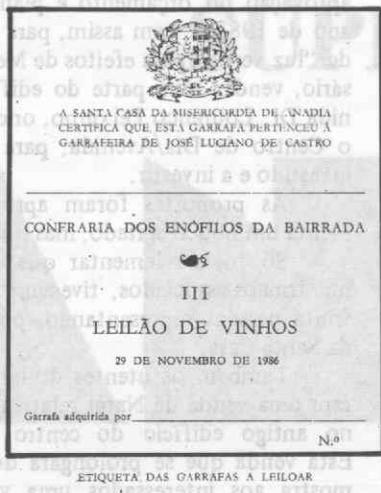 A SANTA CASA DA MISERICORDIA DE ANADIA
CERTIFICA QUE ESTA GARRAFA PERTENCEU À
GARRAFEIRA DE JOSÉ LUCIANO DE CASTRO
CONFRARIA DOS ENÓFILOS DA BAIRRADA
III
LEILÃO DE VINHOS
29 DE NOVEMBRO DE 1986
Garrafa adquirida por
N.º
ETIQUETA DAS GARRAFAS A LEILOAR